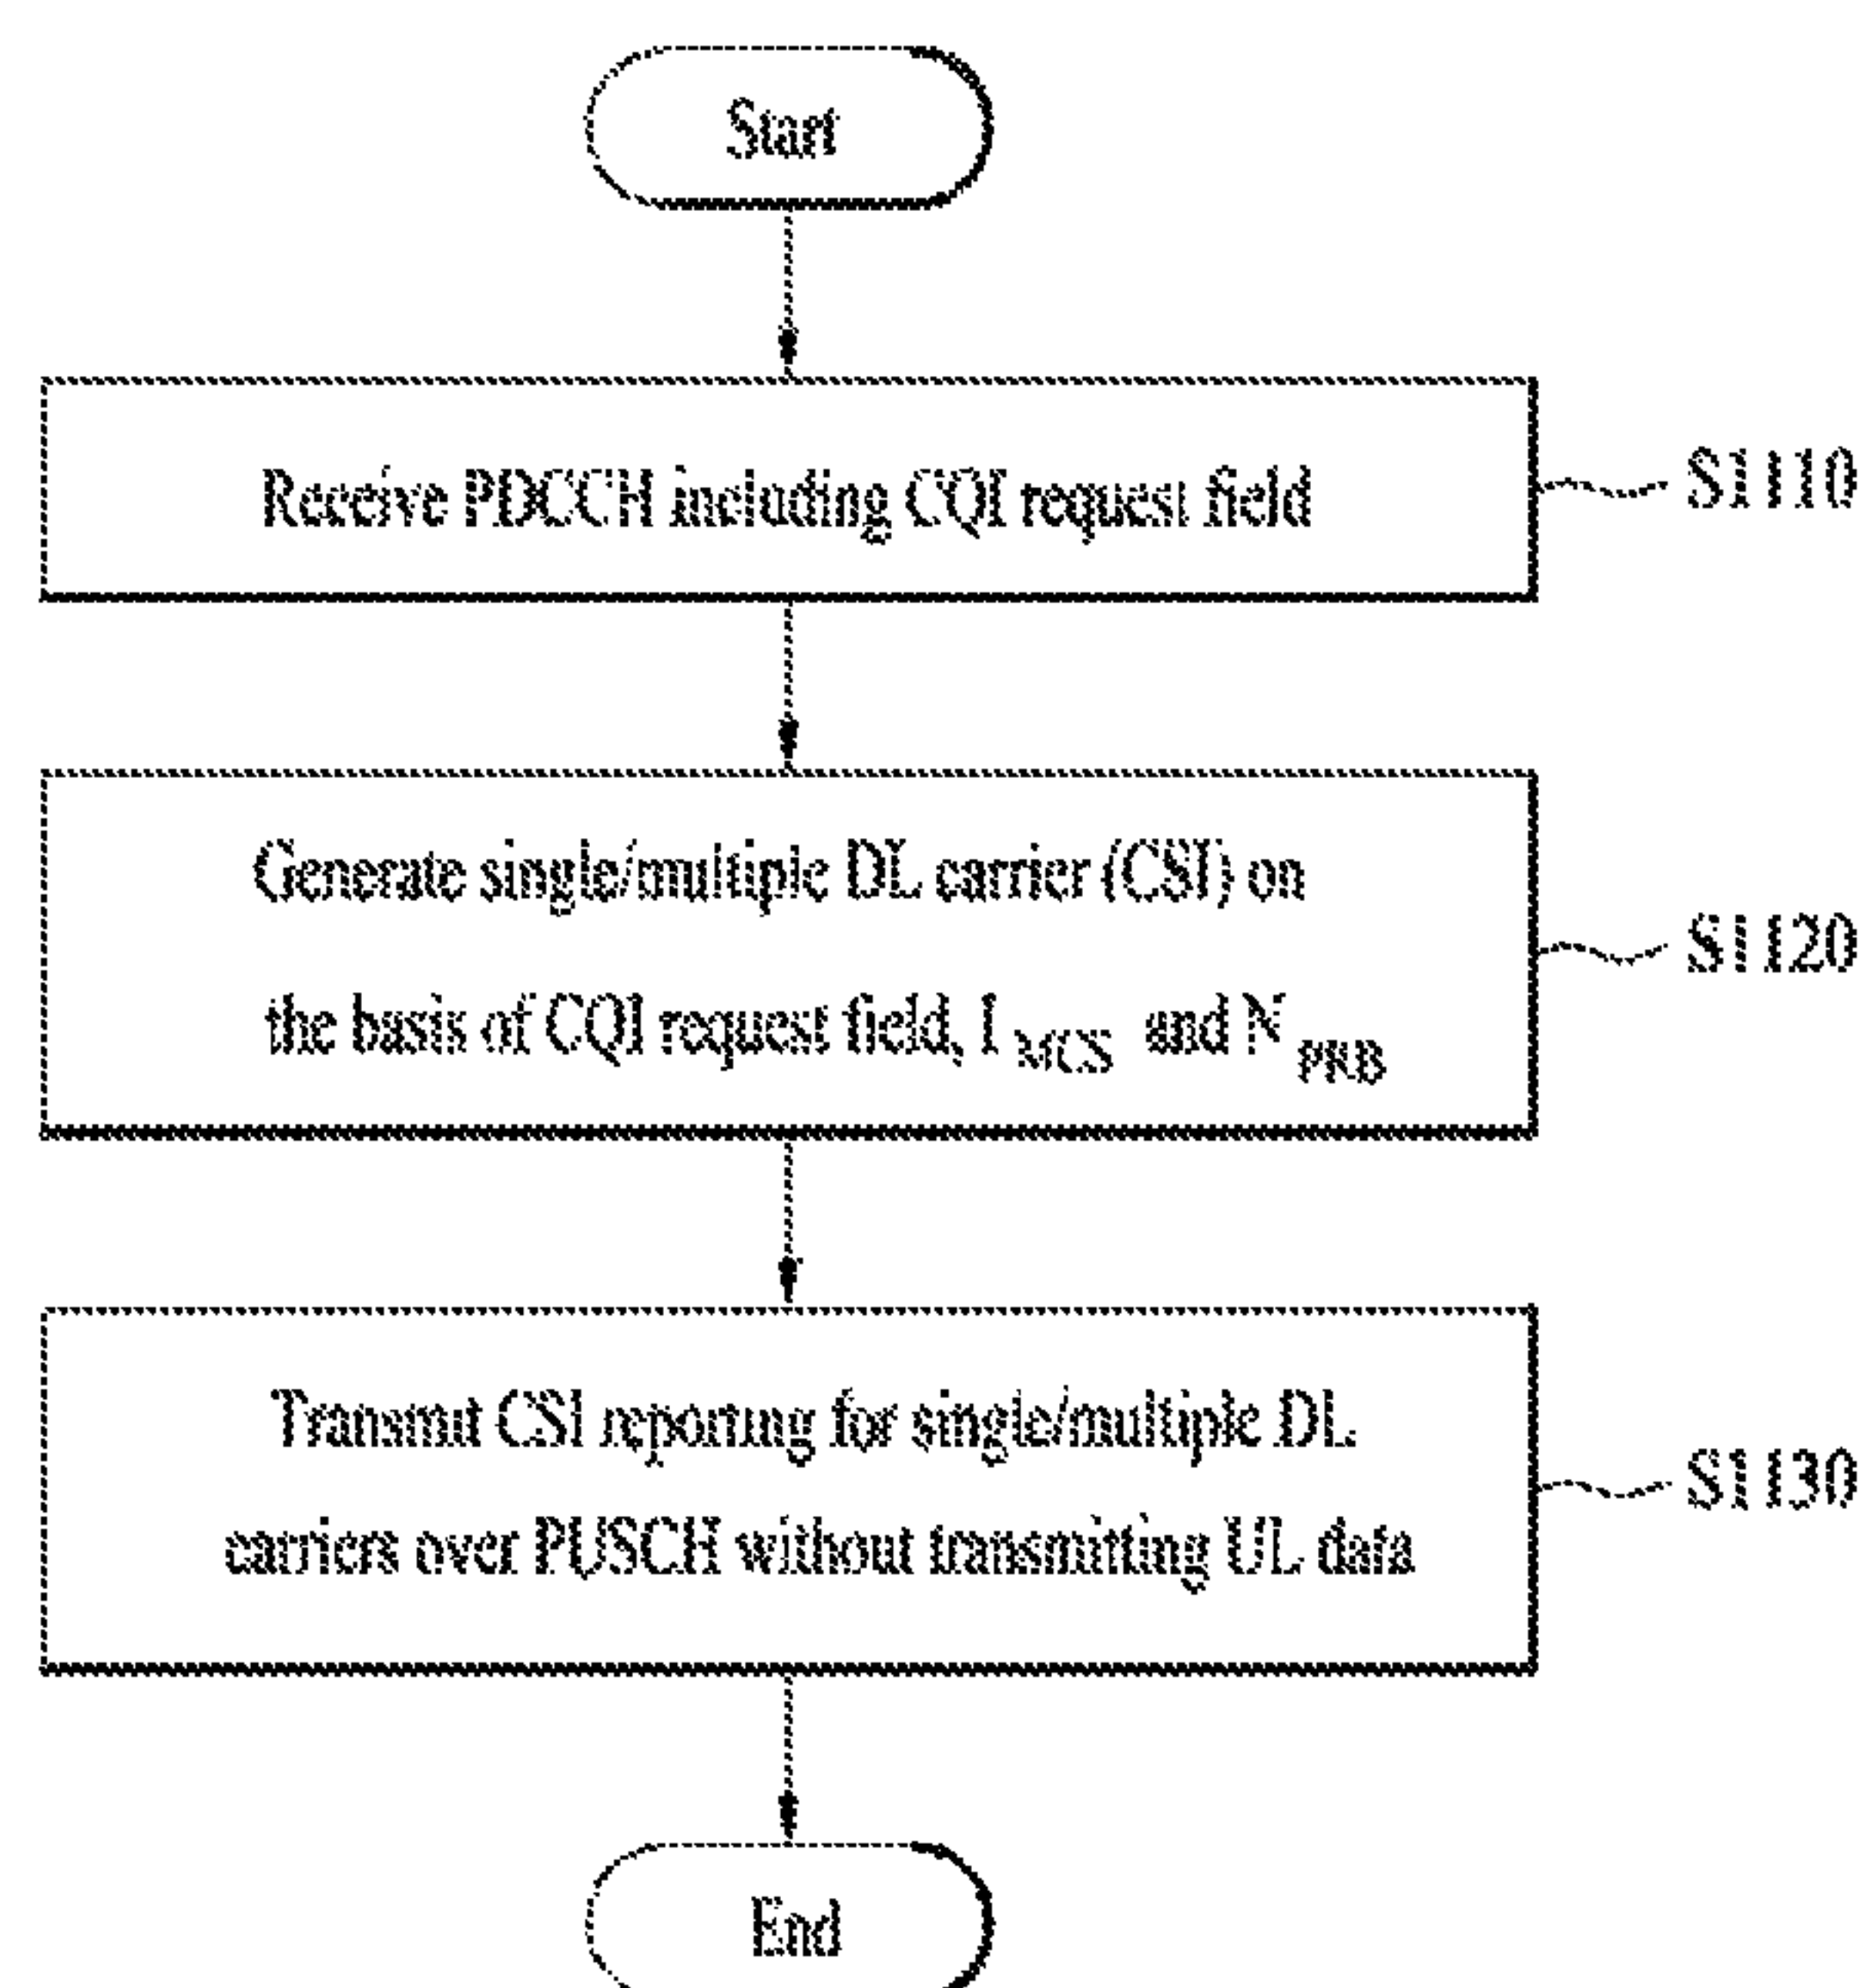 Start
Receive PDCCH including CQI request field
S1110
Generate single/multiple DL carrier (CSI) on
the basis of CQI request field, I MCS and N PRB
S1120
Transmit CSI reporting for single/multiple DL
carriers over PUSCH without transmitting UL data
S1130
End